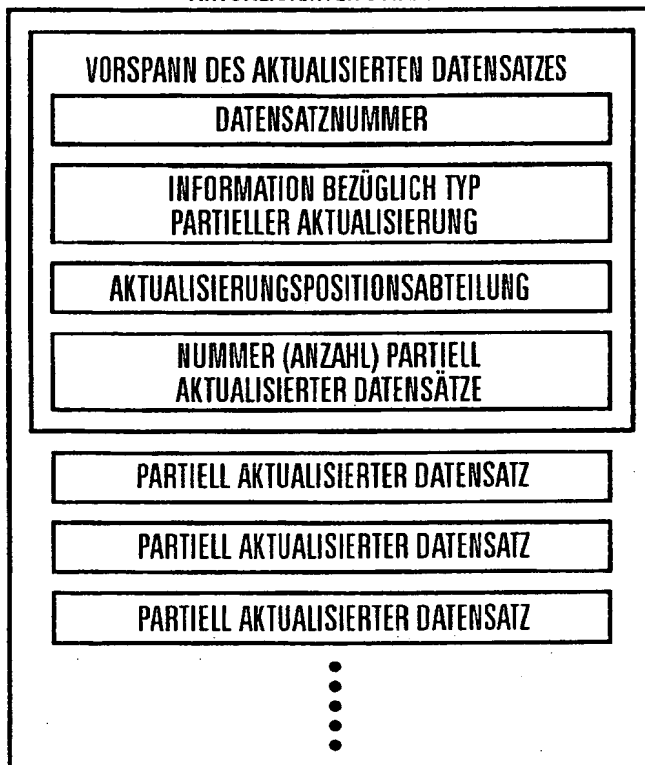 VORSPANN DES AKTUALISIERTEN DATENSATZES
DATENSATZNUMMER
INFORMATION BEZÜGLICH TYP
PARTIELLER AKTUALISIERUNG
AKTUALISIERUNGSPOSITIONSABTEILUNG
NUMMER (ANZAHL) PARTIELL
AKTUALISIERTER DATENSÄTZE
PARTIELL AKTUALISIERTER DATENSATZ
PARTIELL AKTUALISIERTER DATENSATZ
PARTIELL AKTUALISIERTER DATENSATZ